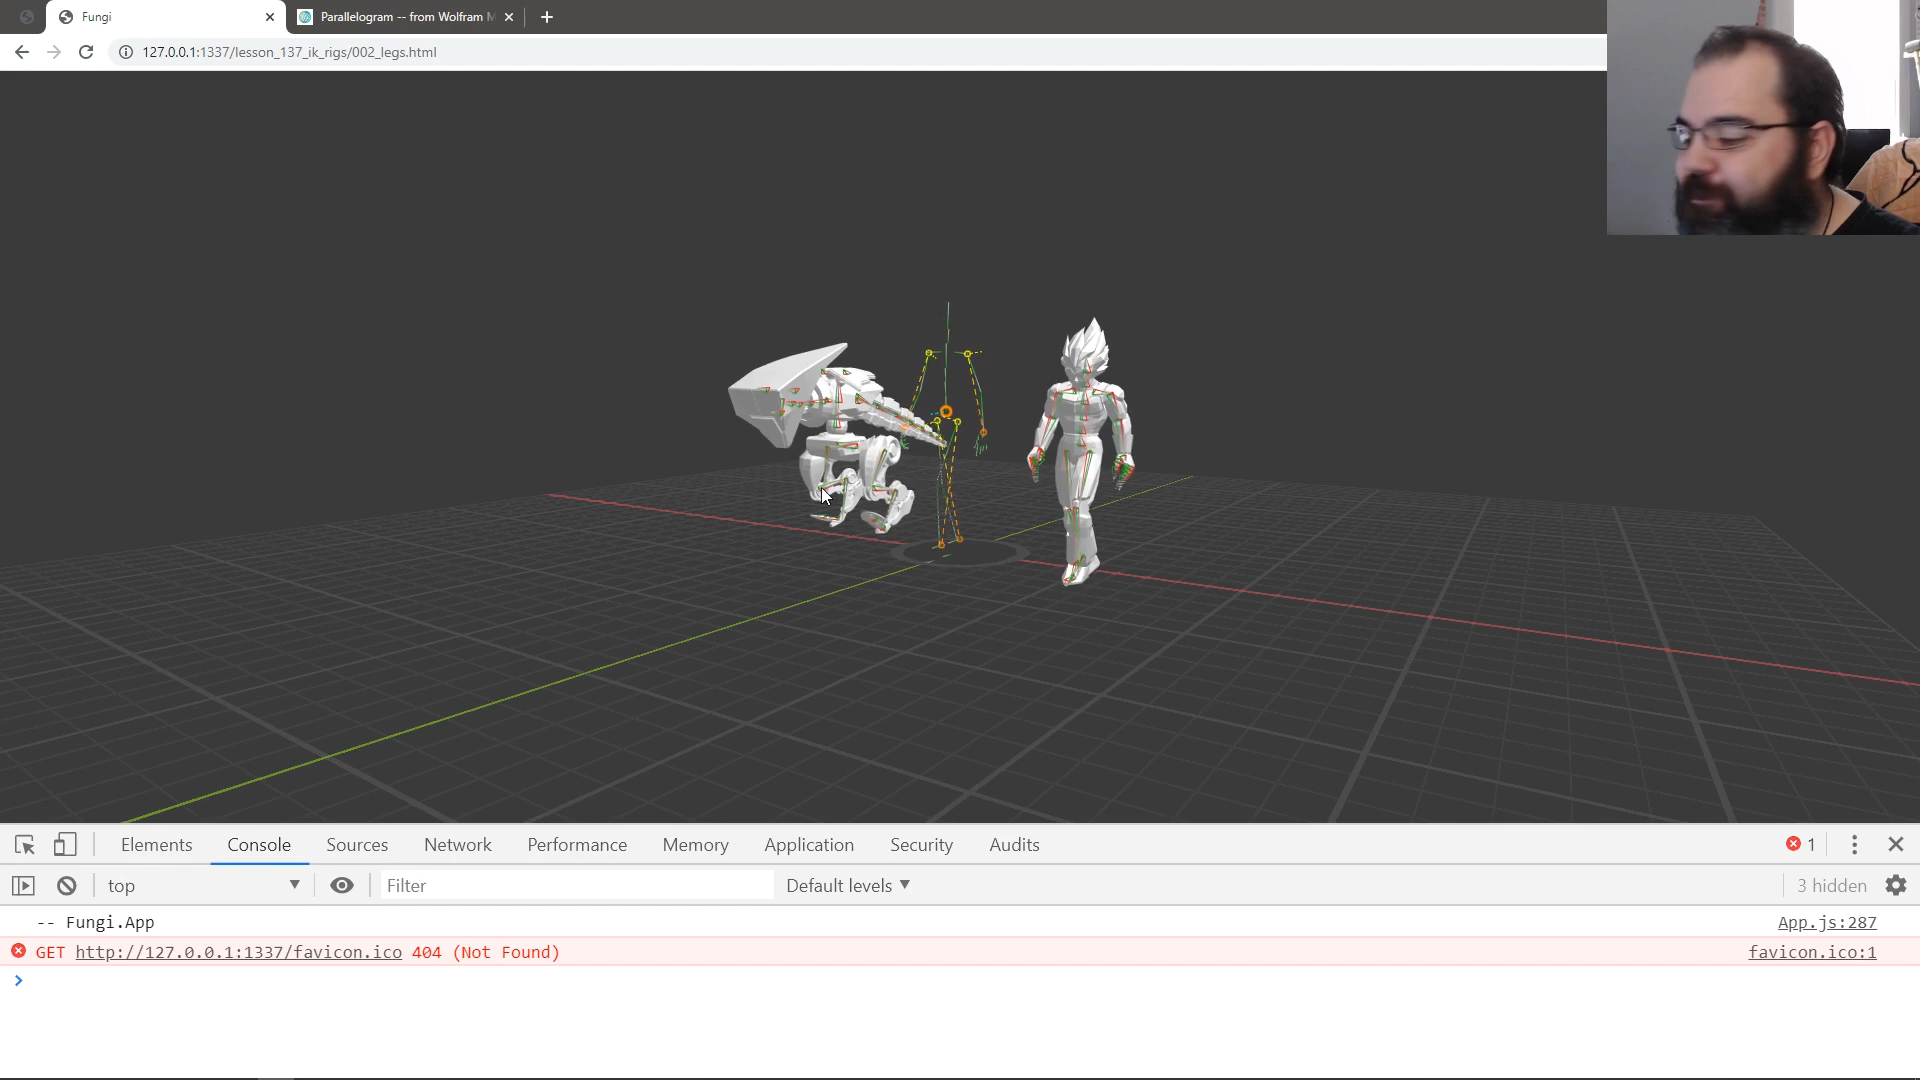 Fungi
Parallelogram -- from Wolfram M
127.0.0.1:1337/lesson_137_ik_rigs/002_legs.html
Elements Console Sources Network Performance Memory Application Security Audits 1
top Filter Default levels 3 hidden
-- Fungi.App App.js:287
GET http://127.0.0.1:1337/favicon.ico 404 (Not Found) favicon.ico:1